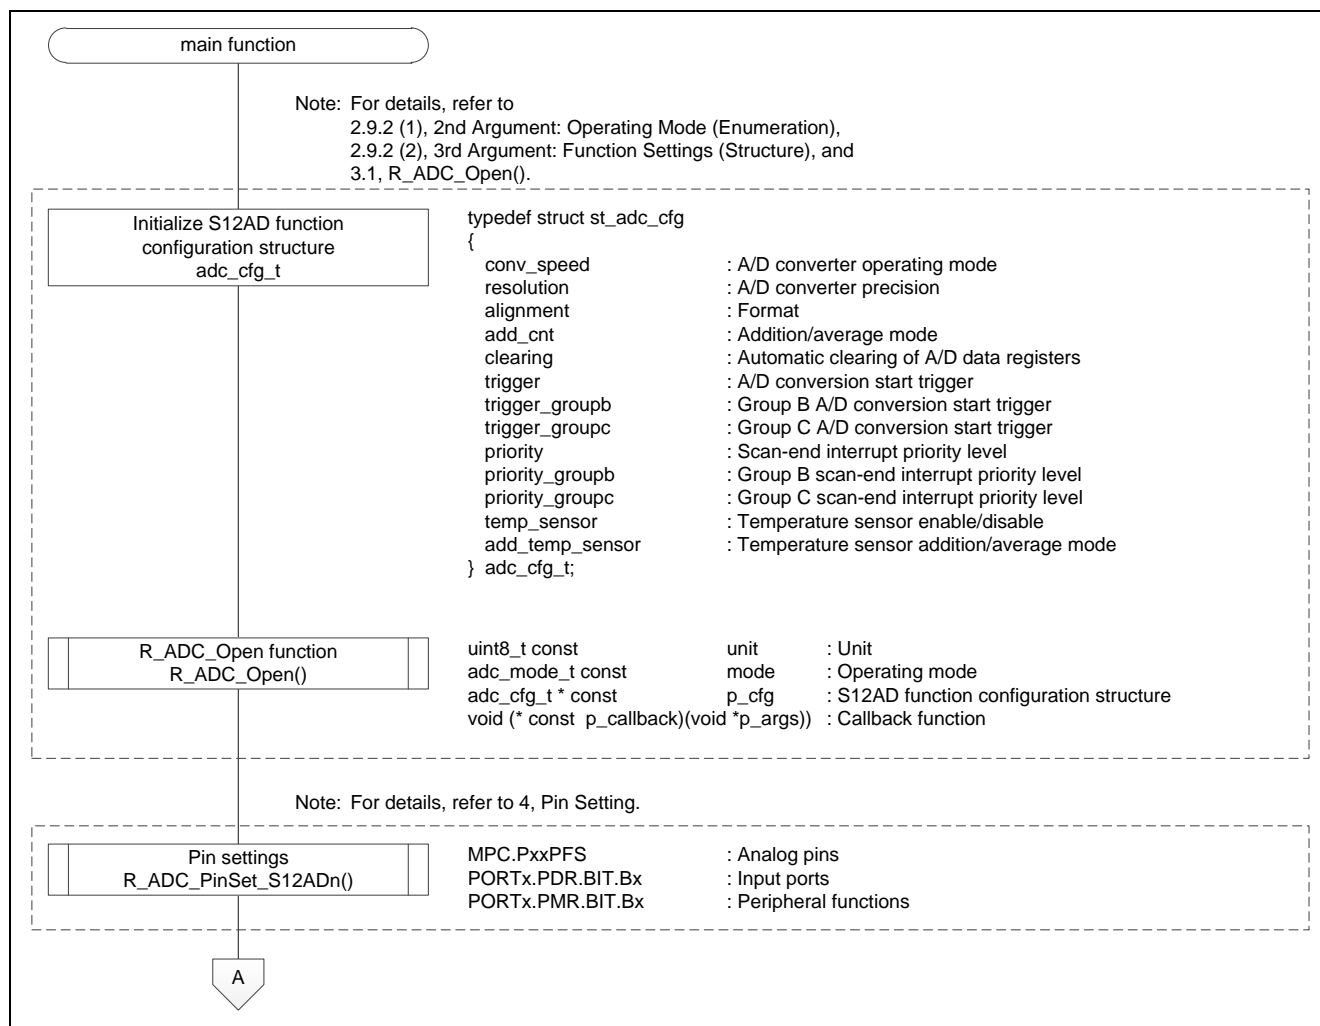 main function
Note: For details, refer to
2.9.2 (1), 2nd Argument: Operating Mode (Enumeration),
2.9.2 (2), 3rd Argument: Function Settings (Structure), and
3.1, R_ADC_Open().
Initialize S12AD function
configuration structure
adc_cfg_t
typedef struct st_adc_cfg
{
conv_speed : A/D converter operating mode
resolution : A/D converter precision
alignment : Format
add_cnt : Addition/average mode
clearing : Automatic clearing of A/D data registers
trigger : A/D conversion start trigger
trigger_groupb : Group B A/D conversion start trigger
trigger_groupc : Group C A/D conversion start trigger
priority : Scan-end interrupt priority level
priority_groupb : Group B scan-end interrupt priority level
priority_groupc : Group C scan-end interrupt priority level
temp_sensor : Temperature sensor enable/disable
add_temp_sensor : Temperature sensor addition/average mode
} adc_cfg_t;
R_ADC_Open function
R_ADC_Open()
uint8_t const unit : Unit
adc_mode_t const mode : Operating mode
adc_cfg_t * const p_cfg : S12AD function configuration structure
void (* const p_callback)(void *p_args)) : Callback function
Note: For details, refer to 4, Pin Setting.
Pin settings
R_ADC_PinSet_S12ADn()
MPC.PxxPFS : Analog pins
PORTx.PDR.BIT.Bx : Input ports
PORTx.PMR.BIT.Bx : Peripheral functions
A